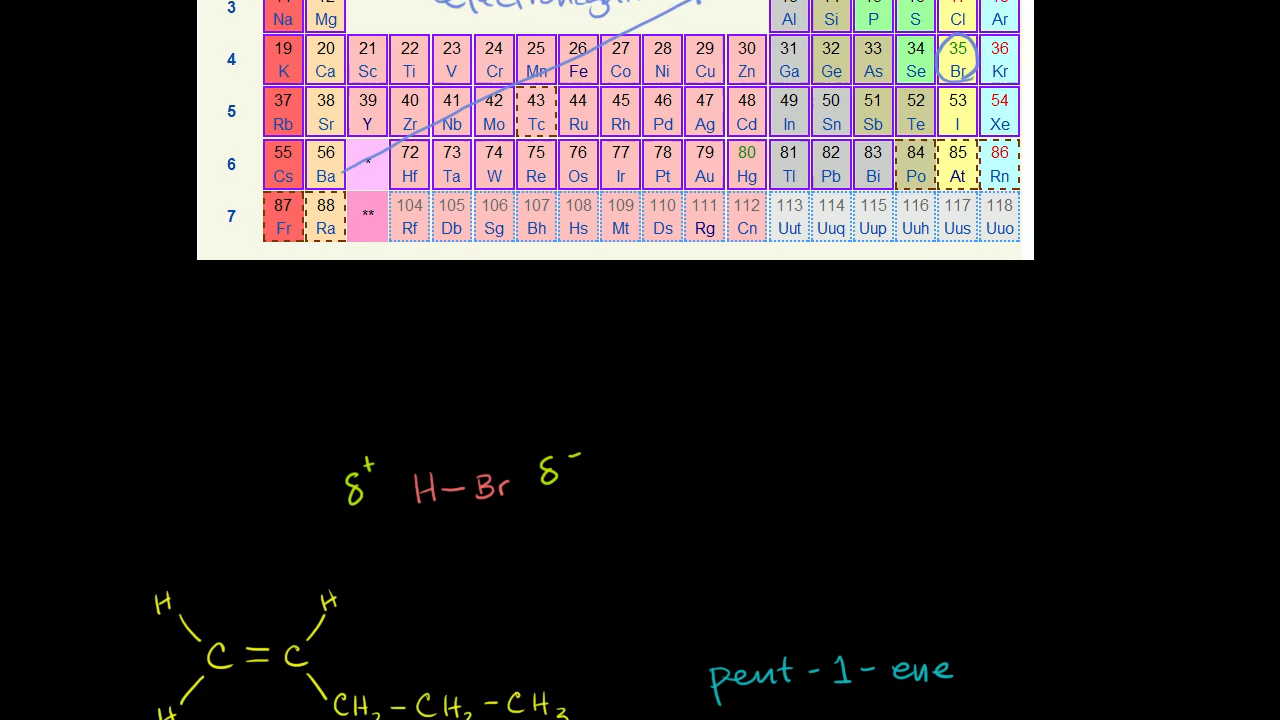 3 Na Mg Al Si P S Cl Ar
electronega
4 19 20 21 22 23 24 25 26 27 28 29 30 31 32 33 34 35 36
K Ca Sc Ti V Cr Mn Fe Co Ni Cu Zn Ga Ge As Se Br Kr
5 37 38 39 40 41 42 43 44 45 46 47 48 49 50 51 52 53 54
Rb Sr Y Zr Nb Mo Tc Ru Rh Pd Ag Cd In Sn Sb Te I Xe
6 55 56 * 72 73 74 75 76 77 78 79 80 81 82 83 84 85 86
Cs Ba Hf Ta W Re Os Ir Pt Au Hg Tl Pb Bi Po At Rn
7 87 88 ** 104 105 106 107 108 109 110 111 112 113 114 115 116 117 118
Fr Ra Rf Db Sg Bh Hs Mt Ds Rg Cn Uut Uuq Uup Uuh Uus Uuo
δ+ H-Br δ-
H H
C=C
pent-1-ene
H CH2-CH2-CH3